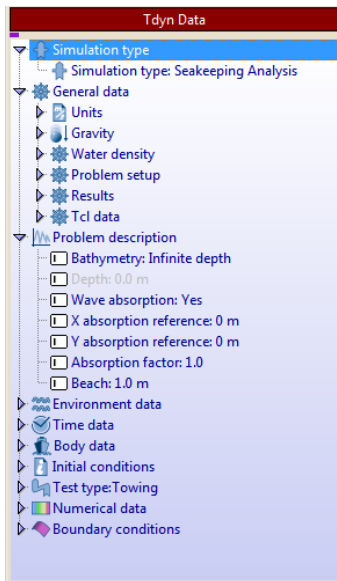 Tdyn Data
Simulation type
Simulation type: Seakeeping Analysis
General data
Units
Gravity
Water density
Problem setup
Results
Tcl data
Problem description
Bathymetry: Infinite depth
Depth: 0.0 m
Wave absorption: Yes
X absorption reference: 0 m
Y absorption reference: 0 m
Absorption factor: 1.0
Beach: 1.0 m
Environment data
Time data
Body data
Initial conditions
Test type:Towing
Numerical data
Boundary conditions